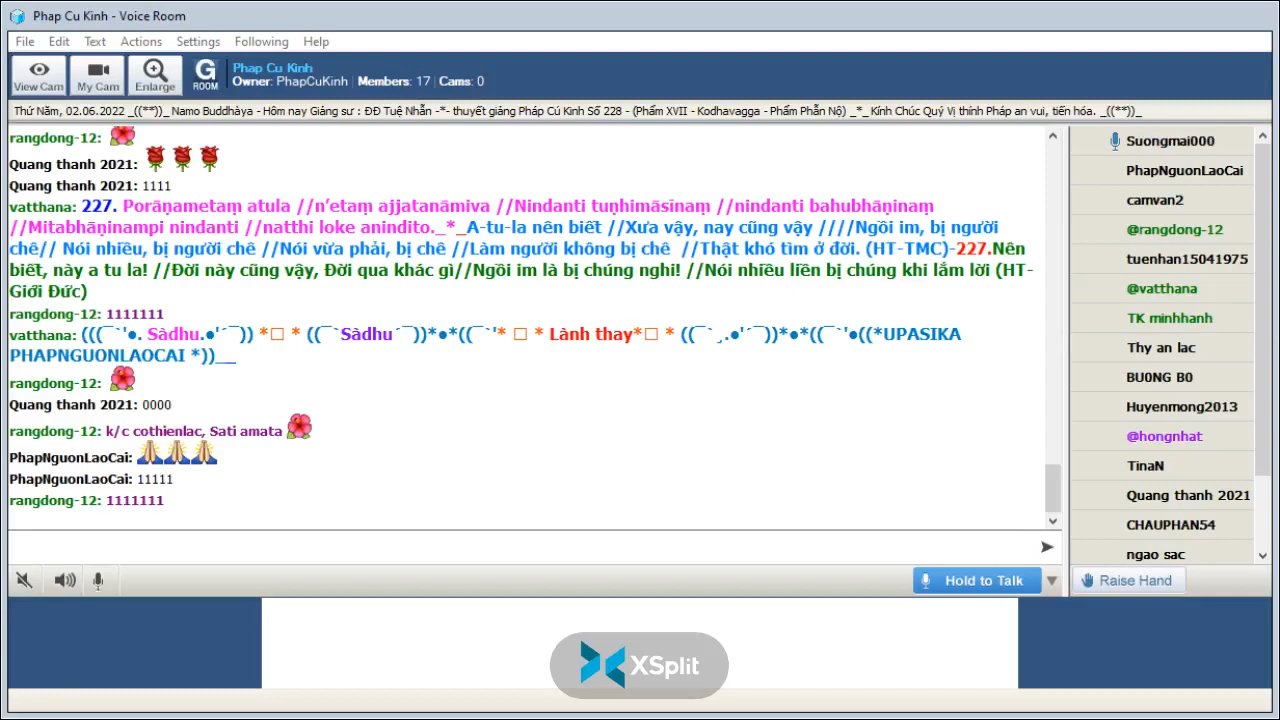 Phap Cu Kinh - Voice Room
File Edit Text Actions Settings Following Help
View Cam My Cam Enlarge G ROOM
Phap Cu Kinh
Owner: PhapCuKinh | Members: 17 | Cams: 0
Thứ Năm, 02.06.2022 _((**))_ Namo Buddhàya - Hôm nay Giảng sư : ĐĐ Tuệ Nhẫn -*- thuyết giảng Pháp Cú Kinh Số 228 - (Phẩm XVII - Kodhavagga - Phẩm Phẫn Nộ) _*_ Kính Chúc Quý Vị thính Pháp an vui, tiến hóa. _((**))_
rangdong-12:
Quang thanh 2021:
Quang thanh 2021: 1111
vatthana: 227. Porāṇametaṃ atula //n’etaṃ ajjatanāmiva //Nindanti tuṇhimāsīnaṃ //nindanti bahubhāṇinaṃ
//Mitabhāṇinampi nindanti //natthi loke anindito._*_A-tu-la nên biết //Xưa vậy, nay cũng vậy ////Ngồi im, bị người
chê// Nói nhiều, bị người chê //Nói vừa phải, bị chê //Làm người không bị chê //Thật khó tìm ở đời. (HT-TMC)-227.Nên
biết, này a tu la! //Đời này cũng vậy, Đời qua khác gì//Ngồi im là bị chúng nghi! //Nói nhiều liền bị chúng khi lắm lời (HT-
Giới Đức)
rangdong-12: 1111111
vatthana: (((¯`'●. Sàdhu.●'´¯)) *□ * ((¯`Sàdhu´¯))*●*((¯`'* □ * Lành thay*□ * ((¯`¸.●'´¯))*●*((¯`'●((*UPASIKA
PHAPNGUONLAOCAI *))__
rangdong-12:
Quang thanh 2021: 0000
rangdong-12: k/c cothienlac, Sati amata
PhapNguonLaoCai:
PhapNguonLaoCai: 11111
rangdong-12: 1111111
Hold to Talk
Suongmai000
PhapNguonLaoCai
camvan2
@rangdong-12
tuenhan15041975
@vatthana
TK minhhanh
Thy an lac
BU0NG B0
Huyenmong2013
@hongnhat
TinaN
Quang thanh 2021
CHAUPHAN54
ngao sac
Raise Hand
XSplit